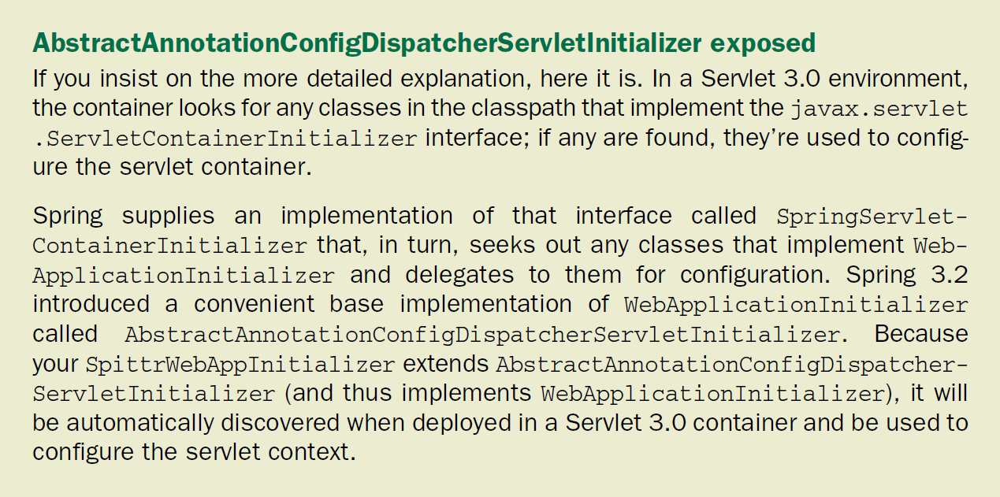 AbstractAnnotationConfigDispatcherServletInitializer exposed
If you insist on the more detailed explanation, here it is. In a Servlet 3.0 environment,
the container looks for any classes in the classpath that implement the javax.servlet
.ServletContainerInitializer interface; if any are found, they're used to config-
ure the servlet container.
Spring supplies an implementation of that interface called SpringServlet-
ContainerInitializer that, in turn, seeks out any classes that implement Web-
ApplicationInitializer and delegates to them for configuration. Spring 3.2
introduced a convenient base implementation of WebApplicationInitializer
called AbstractAnnotationConfigDispatcherServletInitializer. Because
your SpittrWebAppInitializer extends AbstractAnnotationConfigDispatcher-
ServletInitializer (and thus implements WebApplicationInitializer), it will
be automatically discovered when deployed in a Servlet 3.0 container and be used to
configure the servlet context.